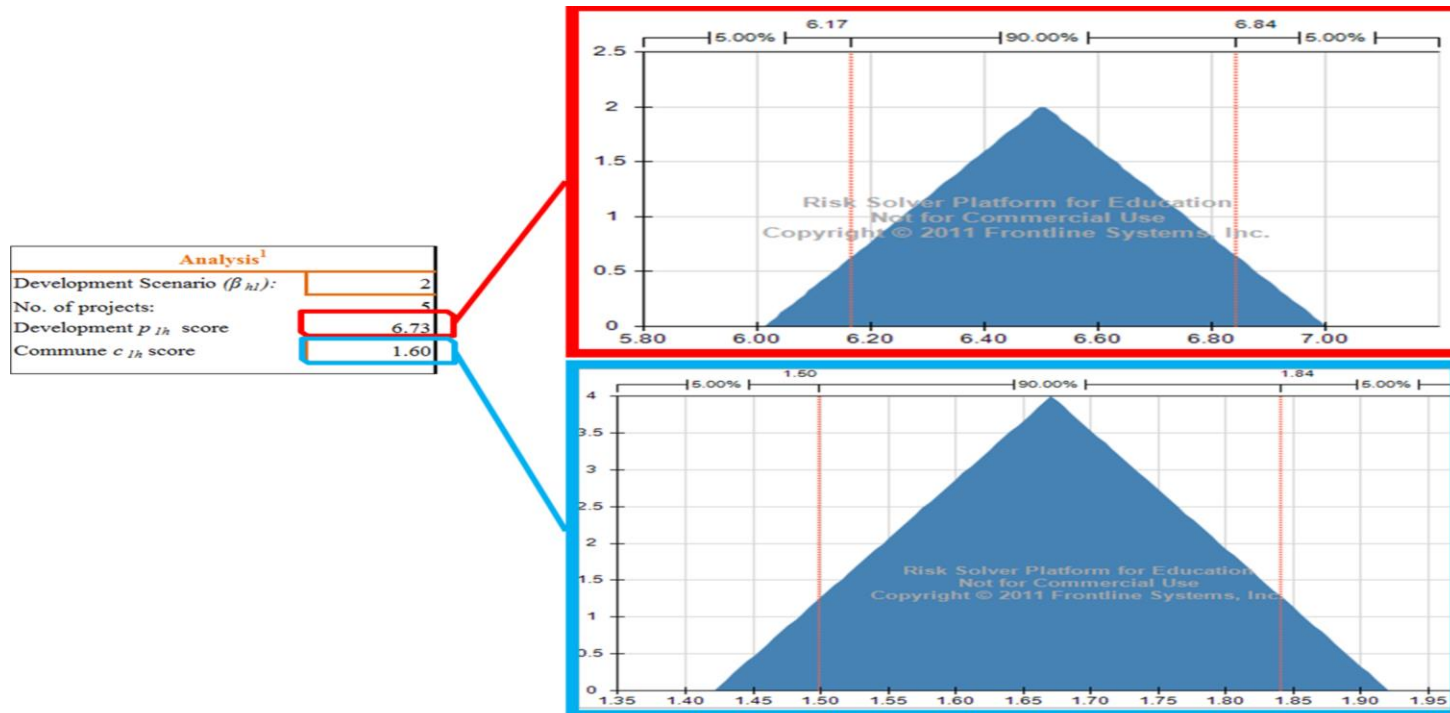 Analysis1
Development Scenario (β h1): 2
No. of projects: 5
Development p 1h score 6.73
Commune c 1h score 1.60
6.17 6.84
5.00% 90.00% 5.00%
2.5
2
1.5
1
0.5
0
Risk Solver Platform for Education
Not for Commercial Use
Copyright © 2011 Frontline Systems, Inc.
5.80 6.00 6.20 6.40 6.60 6.80 7.00
1.50 1.84
5.00% 90.00% 5.00%
4
3.5
3
2.5
2
1.5
1
0.5
0
Risk Solver Platform for Education
Not for Commercial Use
Copyright © 2011 Frontline Systems, Inc.
1.35 1.40 1.45 1.50 1.55 1.60 1.65 1.70 1.75 1.80 1.85 1.90 1.95